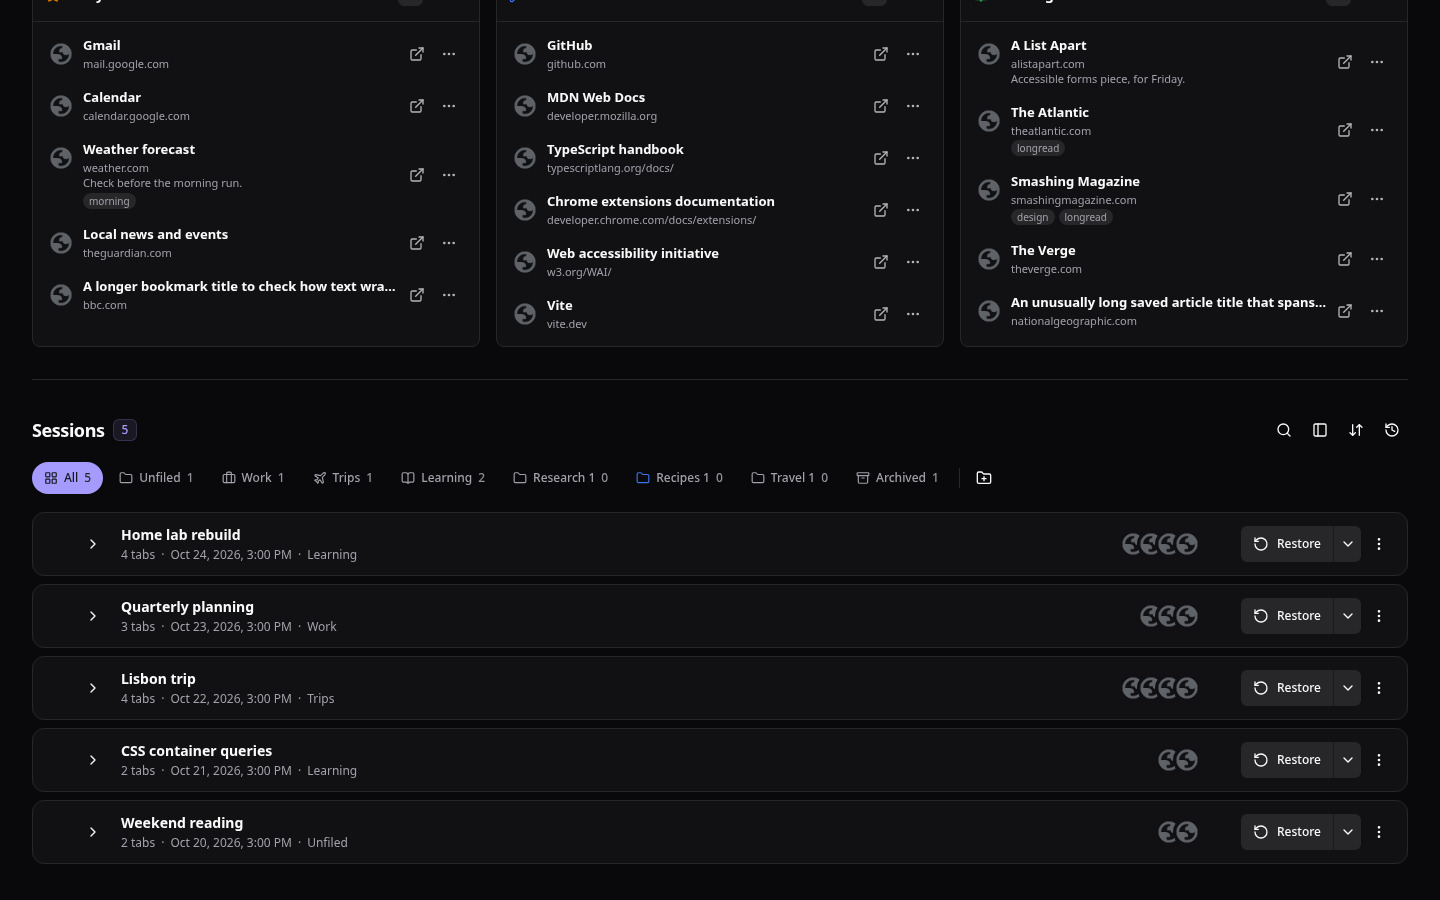 Gmail
mail.google.com
Calendar
calendar.google.com
Weather forecast
weather.com
Check before the morning run.
morning
Local news and events
theguardian.com
A longer bookmark title to check how text wra...
bbc.com
GitHub
github.com
MDN Web Docs
developer.mozilla.org
TypeScript handbook
typescriptlang.org/docs/
Chrome extensions documentation
developer.chrome.com/docs/extensions/
Web accessibility initiative
w3.org/WAI/
Vite
vite.dev
A List Apart
alistapart.com
Accessible forms piece, for Friday.
The Atlantic
theatlantic.com
longread
Smashing Magazine
smashingmagazine.com
design longread
The Verge
theverge.com
An unusually long saved article title that spans...
nationalgeographic.com
Sessions 5
All 5 Unfiled 1 Work 1 Trips 1 Learning 2 Research 1 0 Recipes 1 0 Travel 1 0 Archived 1
Home lab rebuild
4 tabs · Oct 24, 2026, 3:00 PM · Learning
Restore
Quarterly planning
3 tabs · Oct 23, 2026, 3:00 PM · Work
Restore
Lisbon trip
4 tabs · Oct 22, 2026, 3:00 PM · Trips
Restore
CSS container queries
2 tabs · Oct 21, 2026, 3:00 PM · Learning
Restore
Weekend reading
2 tabs · Oct 20, 2026, 3:00 PM · Unfiled
Restore